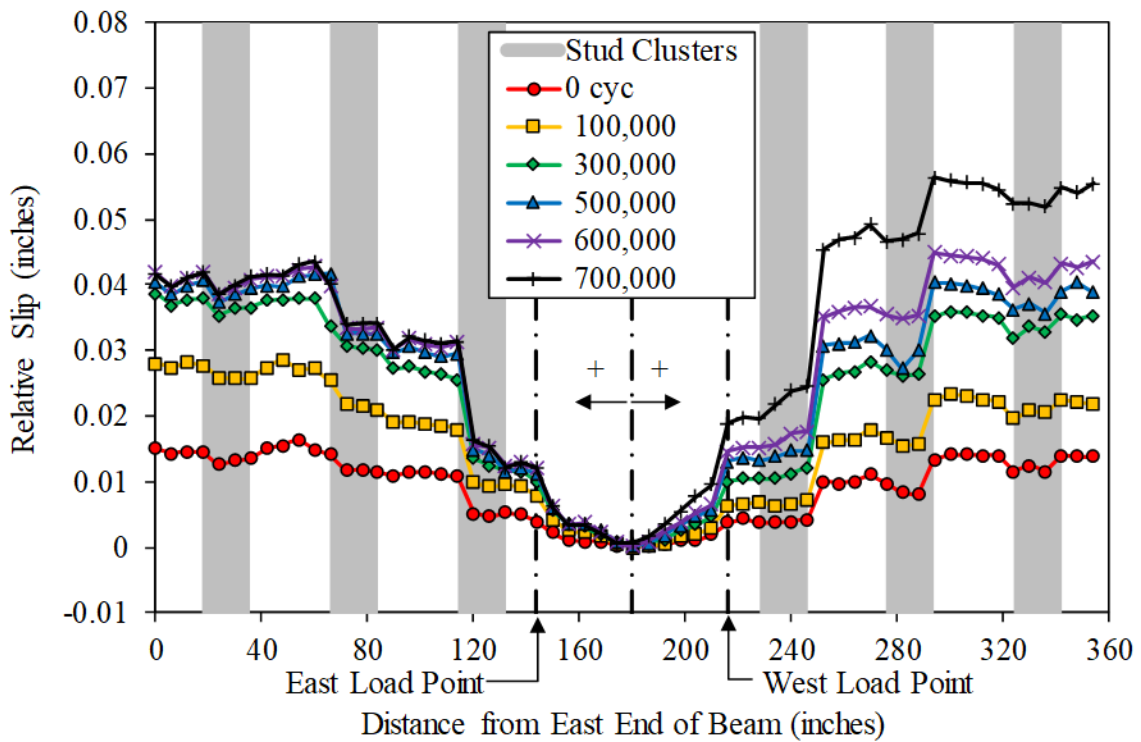 0.08
0.07
0.06
0.05
0.04
0.03
0.02
0.01
0
-0.01
Relative Slip (inches)
Stud Clusters
0 cyc
100,000
300,000
500,000
600,000
700,000
+ +
0 40 80 120 160 200 240 280 320 360
East Load Point West Load Point
Distance from East End of Beam (inches)